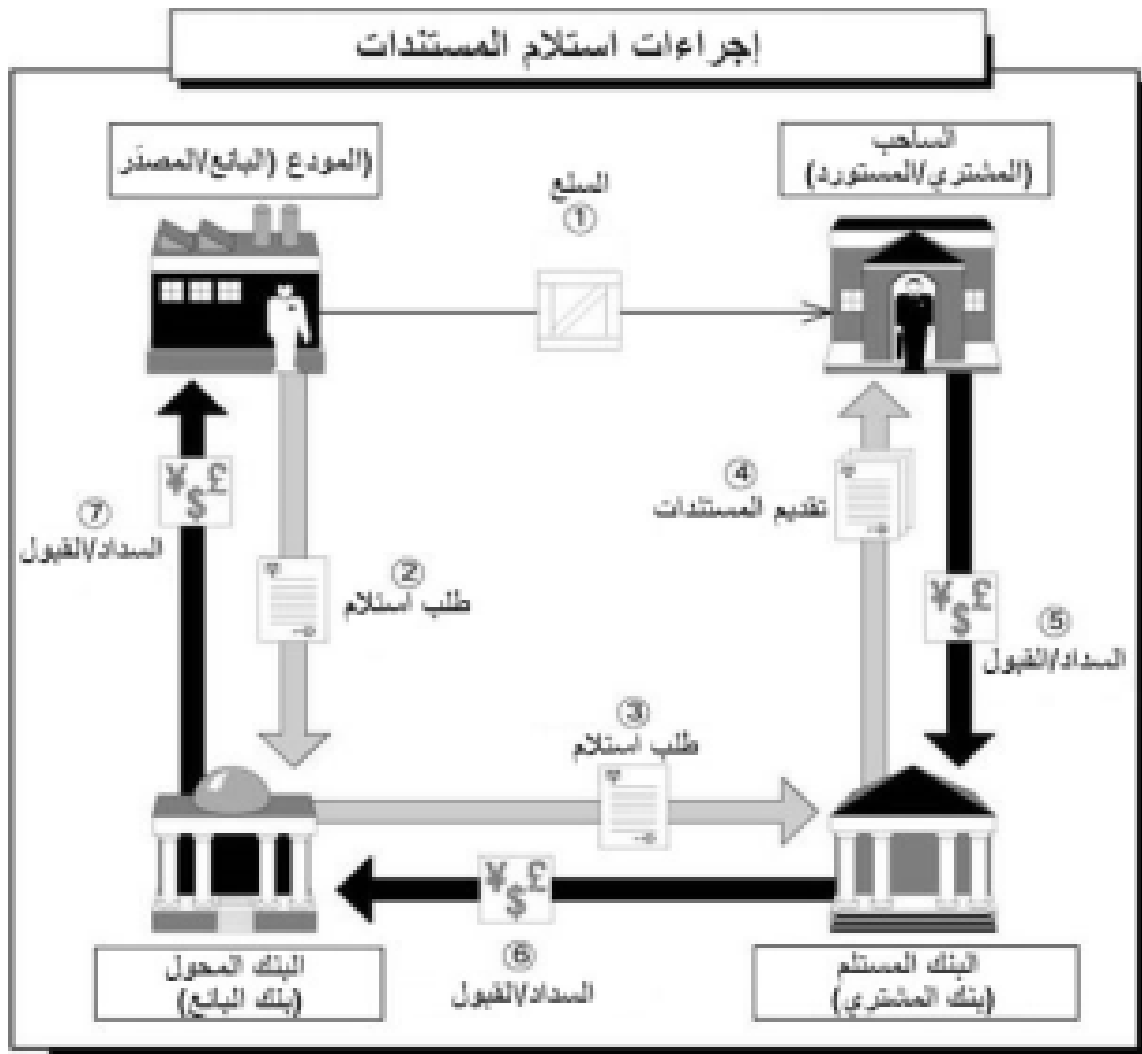 إجراءات استلام المستندات
الساحب
(المشتري/المستورد)
المودع (البائع/المصدر)
السلع
①
④
تقديم المستندات
⑦
السداد/القبول
②
طلب استلام
⑤
السداد/القبول
③
طلب استلام
⑥
السداد/القبول
البنك المستلم
(بنك المشتري)
البنك المحول
(بنك البائع)